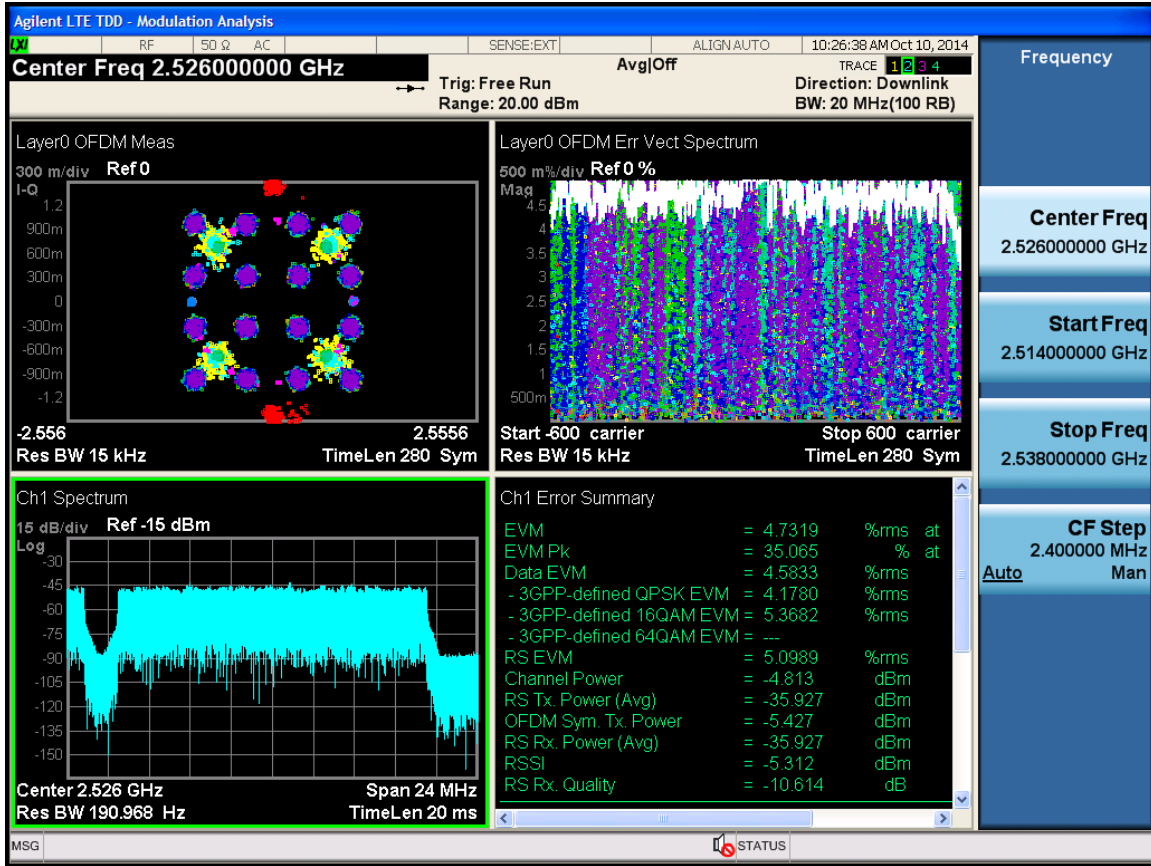 Agilent LTE TDD - Modulation Analysis
LXI RF 50 Ω AC SENSE:EXT ALIGN AUTO 10:26:38 AM Oct 10, 2014
Center Freq 2.526000000 GHz
Avg|Off
TRACE 1 2 3 4
Trig: Free Run
Direction: Downlink
Range: 20.00 dBm
BW: 20 MHz(100 RB)
Layer0 OFDM Meas
300 m/div Ref 0
I-Q
1.2
900m
600m
300m
0
-300m
-600m
-900m
-1.2
-2.556 2.5556
Res BW 15 kHz TimeLen 280 Sym
Layer0 OFDM Err Vect Spectrum
500 m%/div Ref 0 %
Mag
4.5
4
3.5
3
2.5
2
1.5
1
500m
Start -600 carrier Stop 600 carrier
Res BW 15 kHz TimeLen 280 Sym
Ch1 Spectrum
15 dB/div Ref -15 dBm
Log
-30
-45
-60
-75
-90
-105
-120
-135
-150
Center 2.526 GHz Span 24 MHz
Res BW 190.968 Hz TimeLen 20 ms
Ch1 Error Summary
EVM = 4.7319 %rms at
EVM Pk = 35.065 % at
Data EVM = 4.5833 %rms
- 3GPP-defined QPSK EVM = 4.1780 %rms
- 3GPP-defined 16QAM EVM = 5.3682 %rms
- 3GPP-defined 64QAM EVM = ---
RS EVM = 5.0989 %rms
Channel Power = -4.813 dBm
RS Tx. Power (Avg) = -35.927 dBm
OFDM Sym. Tx. Power = -5.427 dBm
RS Rx. Power (Avg) = -35.927 dBm
RSSI = -5.312 dBm
RS Rx. Quality = -10.614 dB
Frequency
Center Freq
2.526000000 GHz
Start Freq
2.514000000 GHz
Stop Freq
2.538000000 GHz
CF Step
2.400000 MHz
Auto Man
MSG STATUS